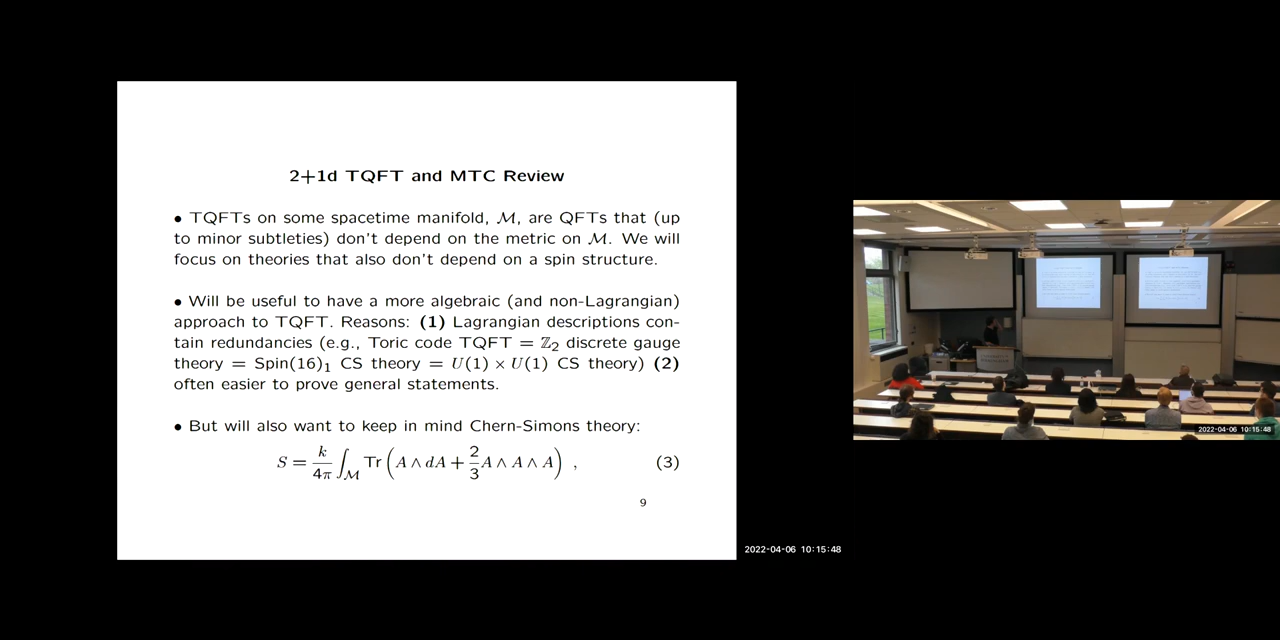 2+1d TQFT and MTC Review
• TQFTs on some spacetime manifold, ℳ, are QFTs that (up
to minor subtleties) don't depend on the metric on ℳ. We will
focus on theories that also don't depend on a spin structure.
• Will be useful to have a more algebraic (and non-Lagrangian)
approach to TQFT. Reasons: (1) Lagrangian descriptions con-
tain redundancies (e.g., Toric code TQFT = ℤ₂ discrete gauge
theory = Spin(16)₁ CS theory = U(1) × U(1) CS theory) (2)
often easier to prove general statements.
• But will also want to keep in mind Chern-Simons theory:
S = k/4π ∫_ℳ Tr(A ∧ dA + 2/3 A ∧ A ∧ A) , (3)
9
2022-04-06 10:15:48
2022-04-06 10:15:48